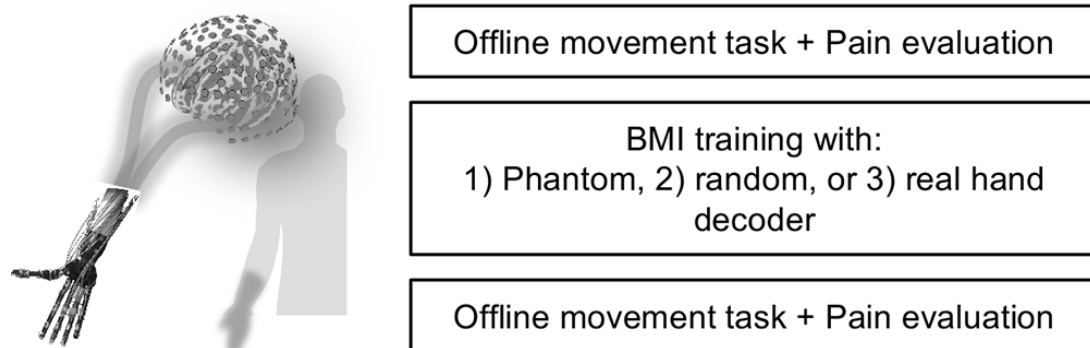 Offline movement task + Pain evaluation
BMI training with:
1) Phantom, 2) random, or 3) real hand
decoder
Offline movement task + Pain evaluation